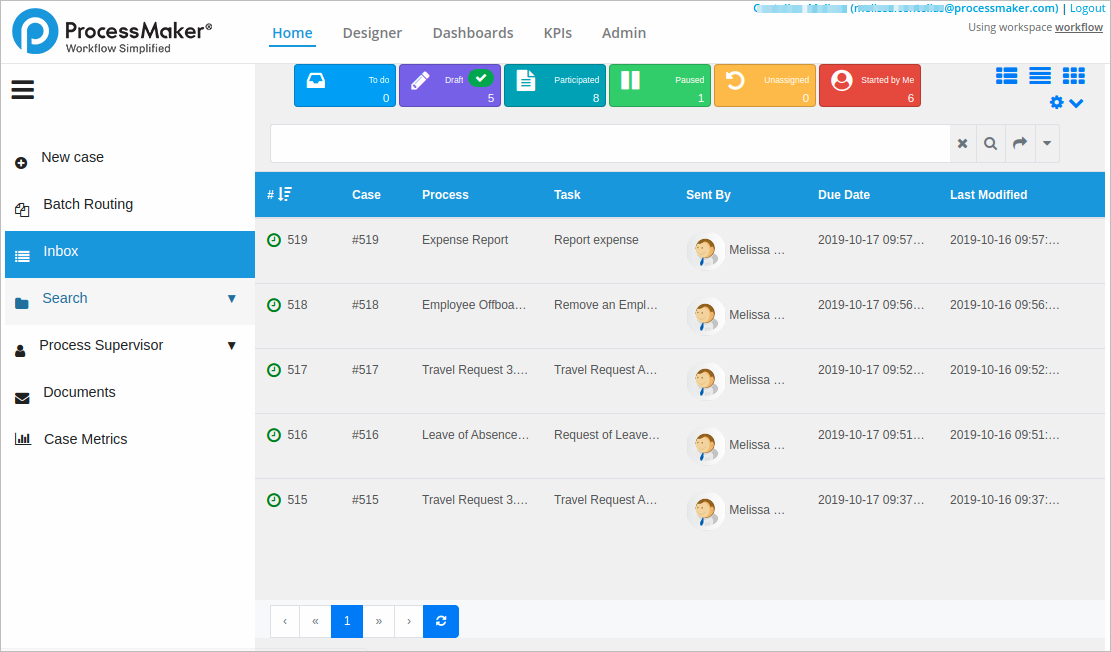 @processmaker.com) | Logout
Using workspace workflow
ProcessMaker®
Workflow Simplified
Home Designer Dashboards KPIs Admin
To do 0
Draft 5
Participated 8
Paused 1
Unassigned 0
Started by Me 6
New case
Batch Routing
Inbox
Search
Process Supervisor
Documents
Case Metrics
# Case Process Task Sent By Due Date Last Modified
519 #519 Expense Report Report expense Melissa ... 2019-10-17 09:57... 2019-10-16 09:57:...
518 #518 Employee Offboa... Remove an Empl... Melissa ... 2019-10-17 09:56... 2019-10-16 09:56:...
517 #517 Travel Request 3.... Travel Request A... Melissa ... 2019-10-17 09:52... 2019-10-16 09:52:...
516 #516 Leave of Absence... Request of Leave... Melissa ... 2019-10-17 09:51... 2019-10-16 09:51:...
515 #515 Travel Request 3.... Travel Request A... Melissa ... 2019-10-17 09:37... 2019-10-16 09:37:...
‹ « 1 » ›